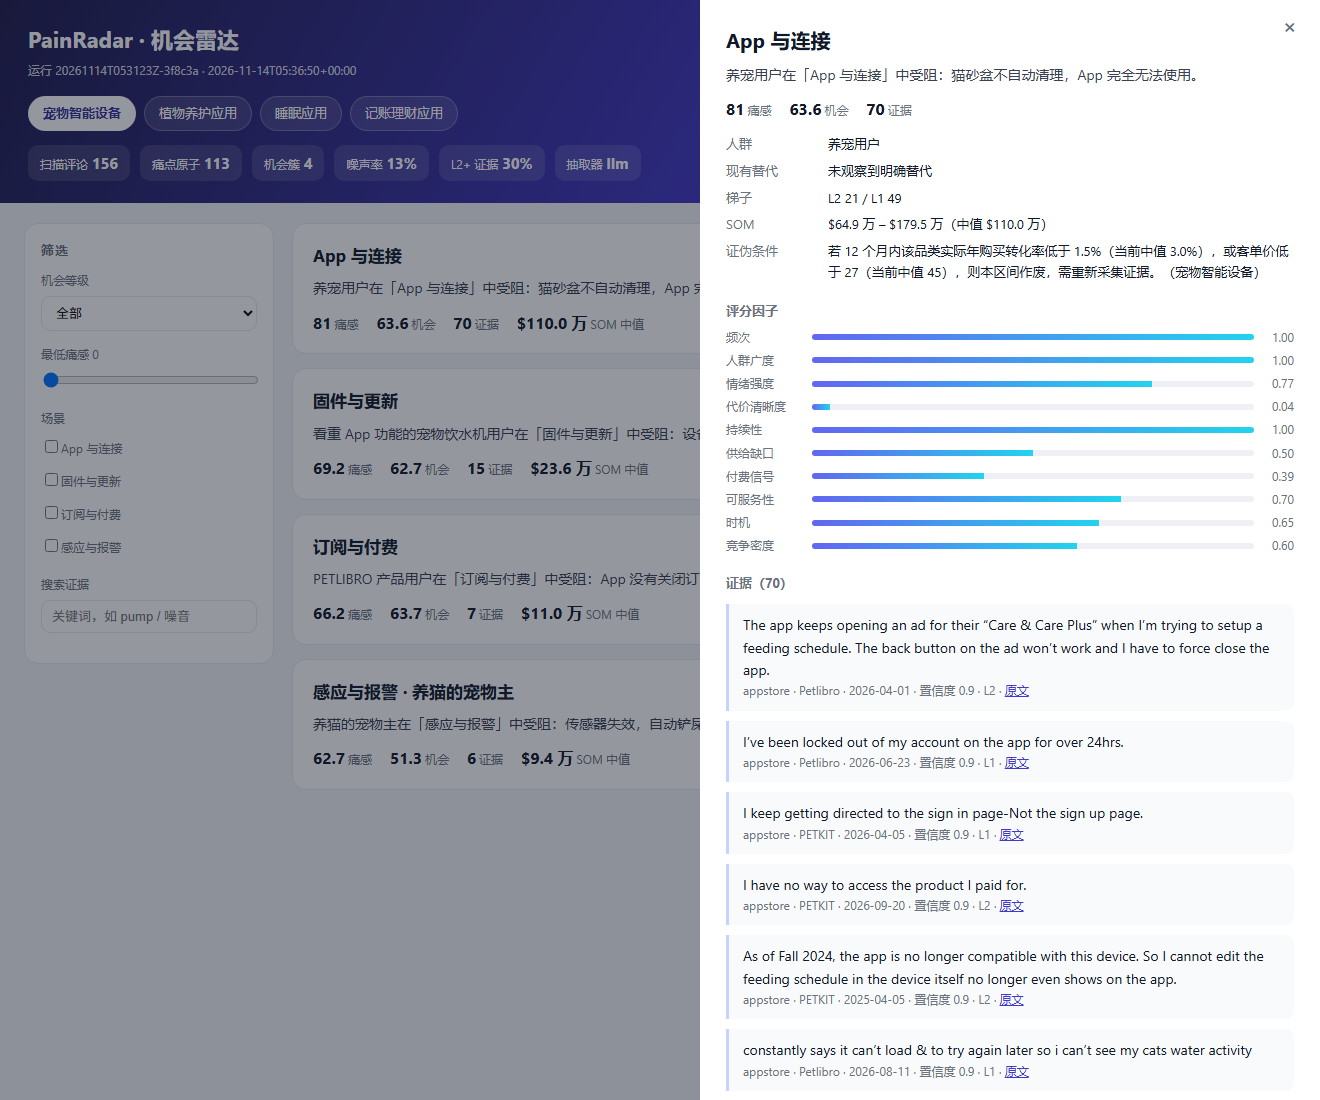 PainRadar · 机会雷达
运行 20261114T053123Z-3f8c3a · 2026-11-14T05:36:50+00:00
宠物智能设备 植物养护应用 睡眠应用 记账理财应用
扫描评论 156 痛点原子 113 机会簇 4 噪声率 13% L2+ 证据 30% 抽取器 llm
筛选
机会等级
全部
最低痛感 0
场景
App 与连接
固件与更新
订阅与付费
感应与报警
搜索证据
关键词，如 pump / 噪音
App 与连接
养宠用户在「App 与连接」中受阻：猫砂盆不自动清理，App
81 痛感 63.6 机会 70 证据 $110.0 万 SOM 中值
固件与更新
看重 App 功能的宠物饮水机用户在「固件与更新」中受阻：设
69.2 痛感 62.7 机会 15 证据 $23.6 万 SOM 中值
订阅与付费
PETLIBRO 产品用户在「订阅与付费」中受阻：App 没有关闭订
66.2 痛感 63.7 机会 7 证据 $11.0 万 SOM 中值
感应与报警 · 养猫的宠物主
养猫的宠物主在「感应与报警」中受阻：传感器失效，自动铲
62.7 痛感 51.3 机会 6 证据 $9.4 万 SOM 中值
×
App 与连接
养宠用户在「App 与连接」中受阻：猫砂盆不自动清理，App 完全无法使用。
81 痛感 63.6 机会 70 证据
人群 养宠用户
现有替代 未观察到明确替代
梯子 L2 21 / L1 49
SOM $64.9 万 – $179.5 万（中值 $110.0 万）
证伪条件 若 12 个月内该品类实际年购买转化率低于 1.5%（当前中值 3.0%），或客单价低
于 27（当前中值 45），则本区间作废，需重新采集证据。（宠物智能设备）
评分因子
频次 1.00
人群广度 1.00
情绪强度 0.77
代价清晰度 0.04
持续性 1.00
供给缺口 0.50
付费信号 0.39
可服务性 0.70
时机 0.65
竞争密度 0.60
证据（70）
The app keeps opening an ad for their “Care & Care Plus” when I’m trying to setup a
feeding schedule. The back button on the ad won’t work and I have to force close the
app.
appstore · Petlibro · 2026-04-01 · 置信度 0.9 · L2 · 原文
I’ve been locked out of my account on the app for over 24hrs.
appstore · Petlibro · 2026-06-23 · 置信度 0.9 · L1 · 原文
I keep getting directed to the sign in page-Not the sign up page.
appstore · PETKIT · 2026-04-05 · 置信度 0.9 · L1 · 原文
I have no way to access the product I paid for.
appstore · PETKIT · 2026-09-20 · 置信度 0.9 · L2 · 原文
As of Fall 2024, the app is no longer compatible with this device. So I cannot edit the
feeding schedule in the device itself no longer even shows on the app.
appstore · PETKIT · 2025-04-05 · 置信度 0.9 · L2 · 原文
constantly says it can’t load & to try again later so i can’t see my cats water activity
appstore · Petlibro · 2026-08-11 · 置信度 0.9 · L1 · 原文